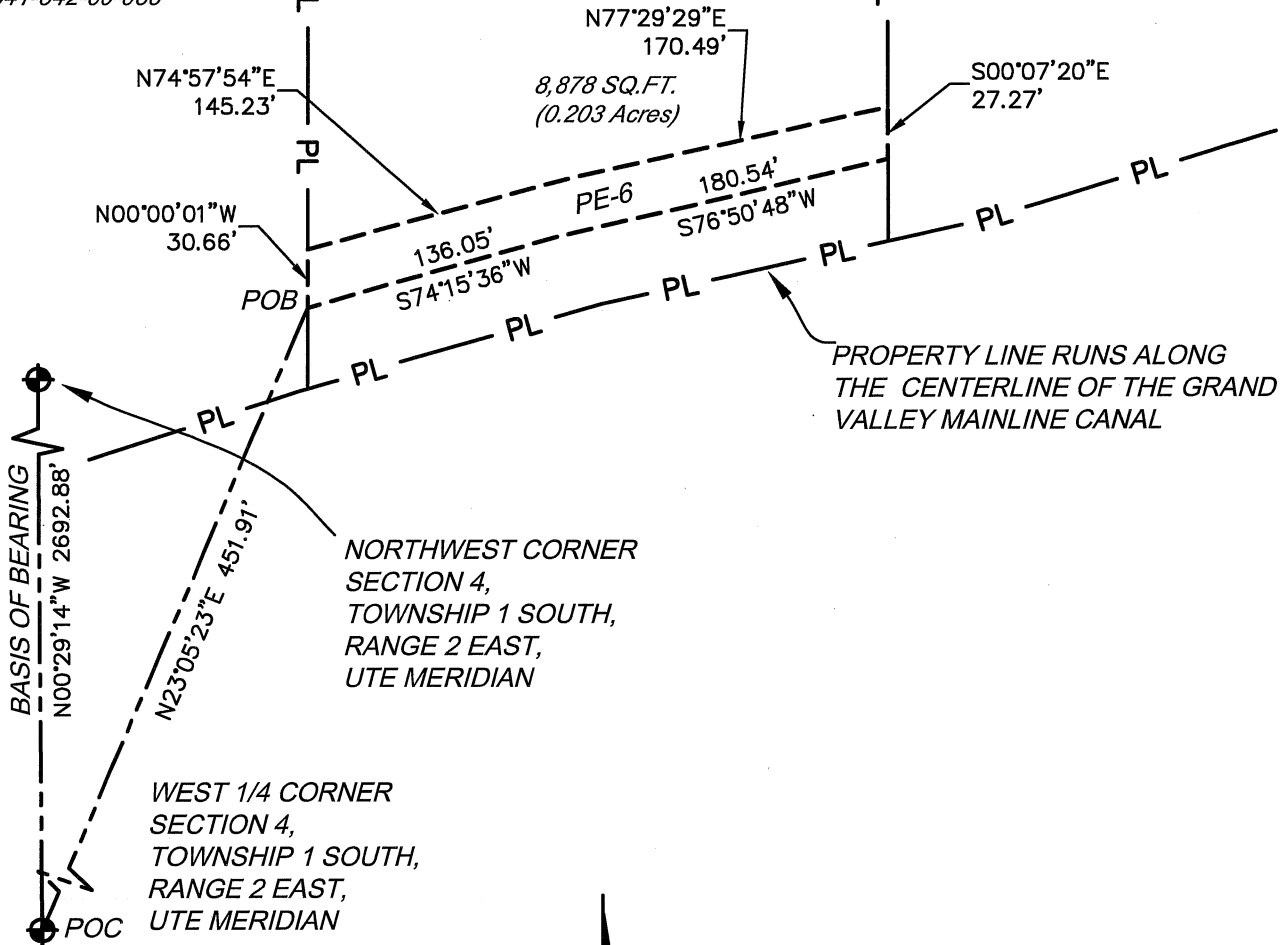 N77°29'29"E
170.49'
N74°57'54"E
145.23'
8,878 SQ.FT.
(0.203 Acres)
S00°07'20"E
27.27'
PL
N00°00'01"W
30.66'
PE-6
180.54'
S76°50'48"W
136.05'
S74°15'36"W
POB
PL
PL
PL
PL
PL
PL
PL
PROPERTY LINE RUNS ALONG
THE CENTERLINE OF THE GRAND
VALLEY MAINLINE CANAL
BASIS OF BEARING
N00°29'14"W 2692.88'
N23°05'23"E 451.91'
NORTHWEST CORNER
SECTION 4,
TOWNSHIP 1 SOUTH,
RANGE 2 EAST,
UTE MERIDIAN
WEST 1/4 CORNER
SECTION 4,
TOWNSHIP 1 SOUTH,
RANGE 2 EAST,
UTE MERIDIAN
POC